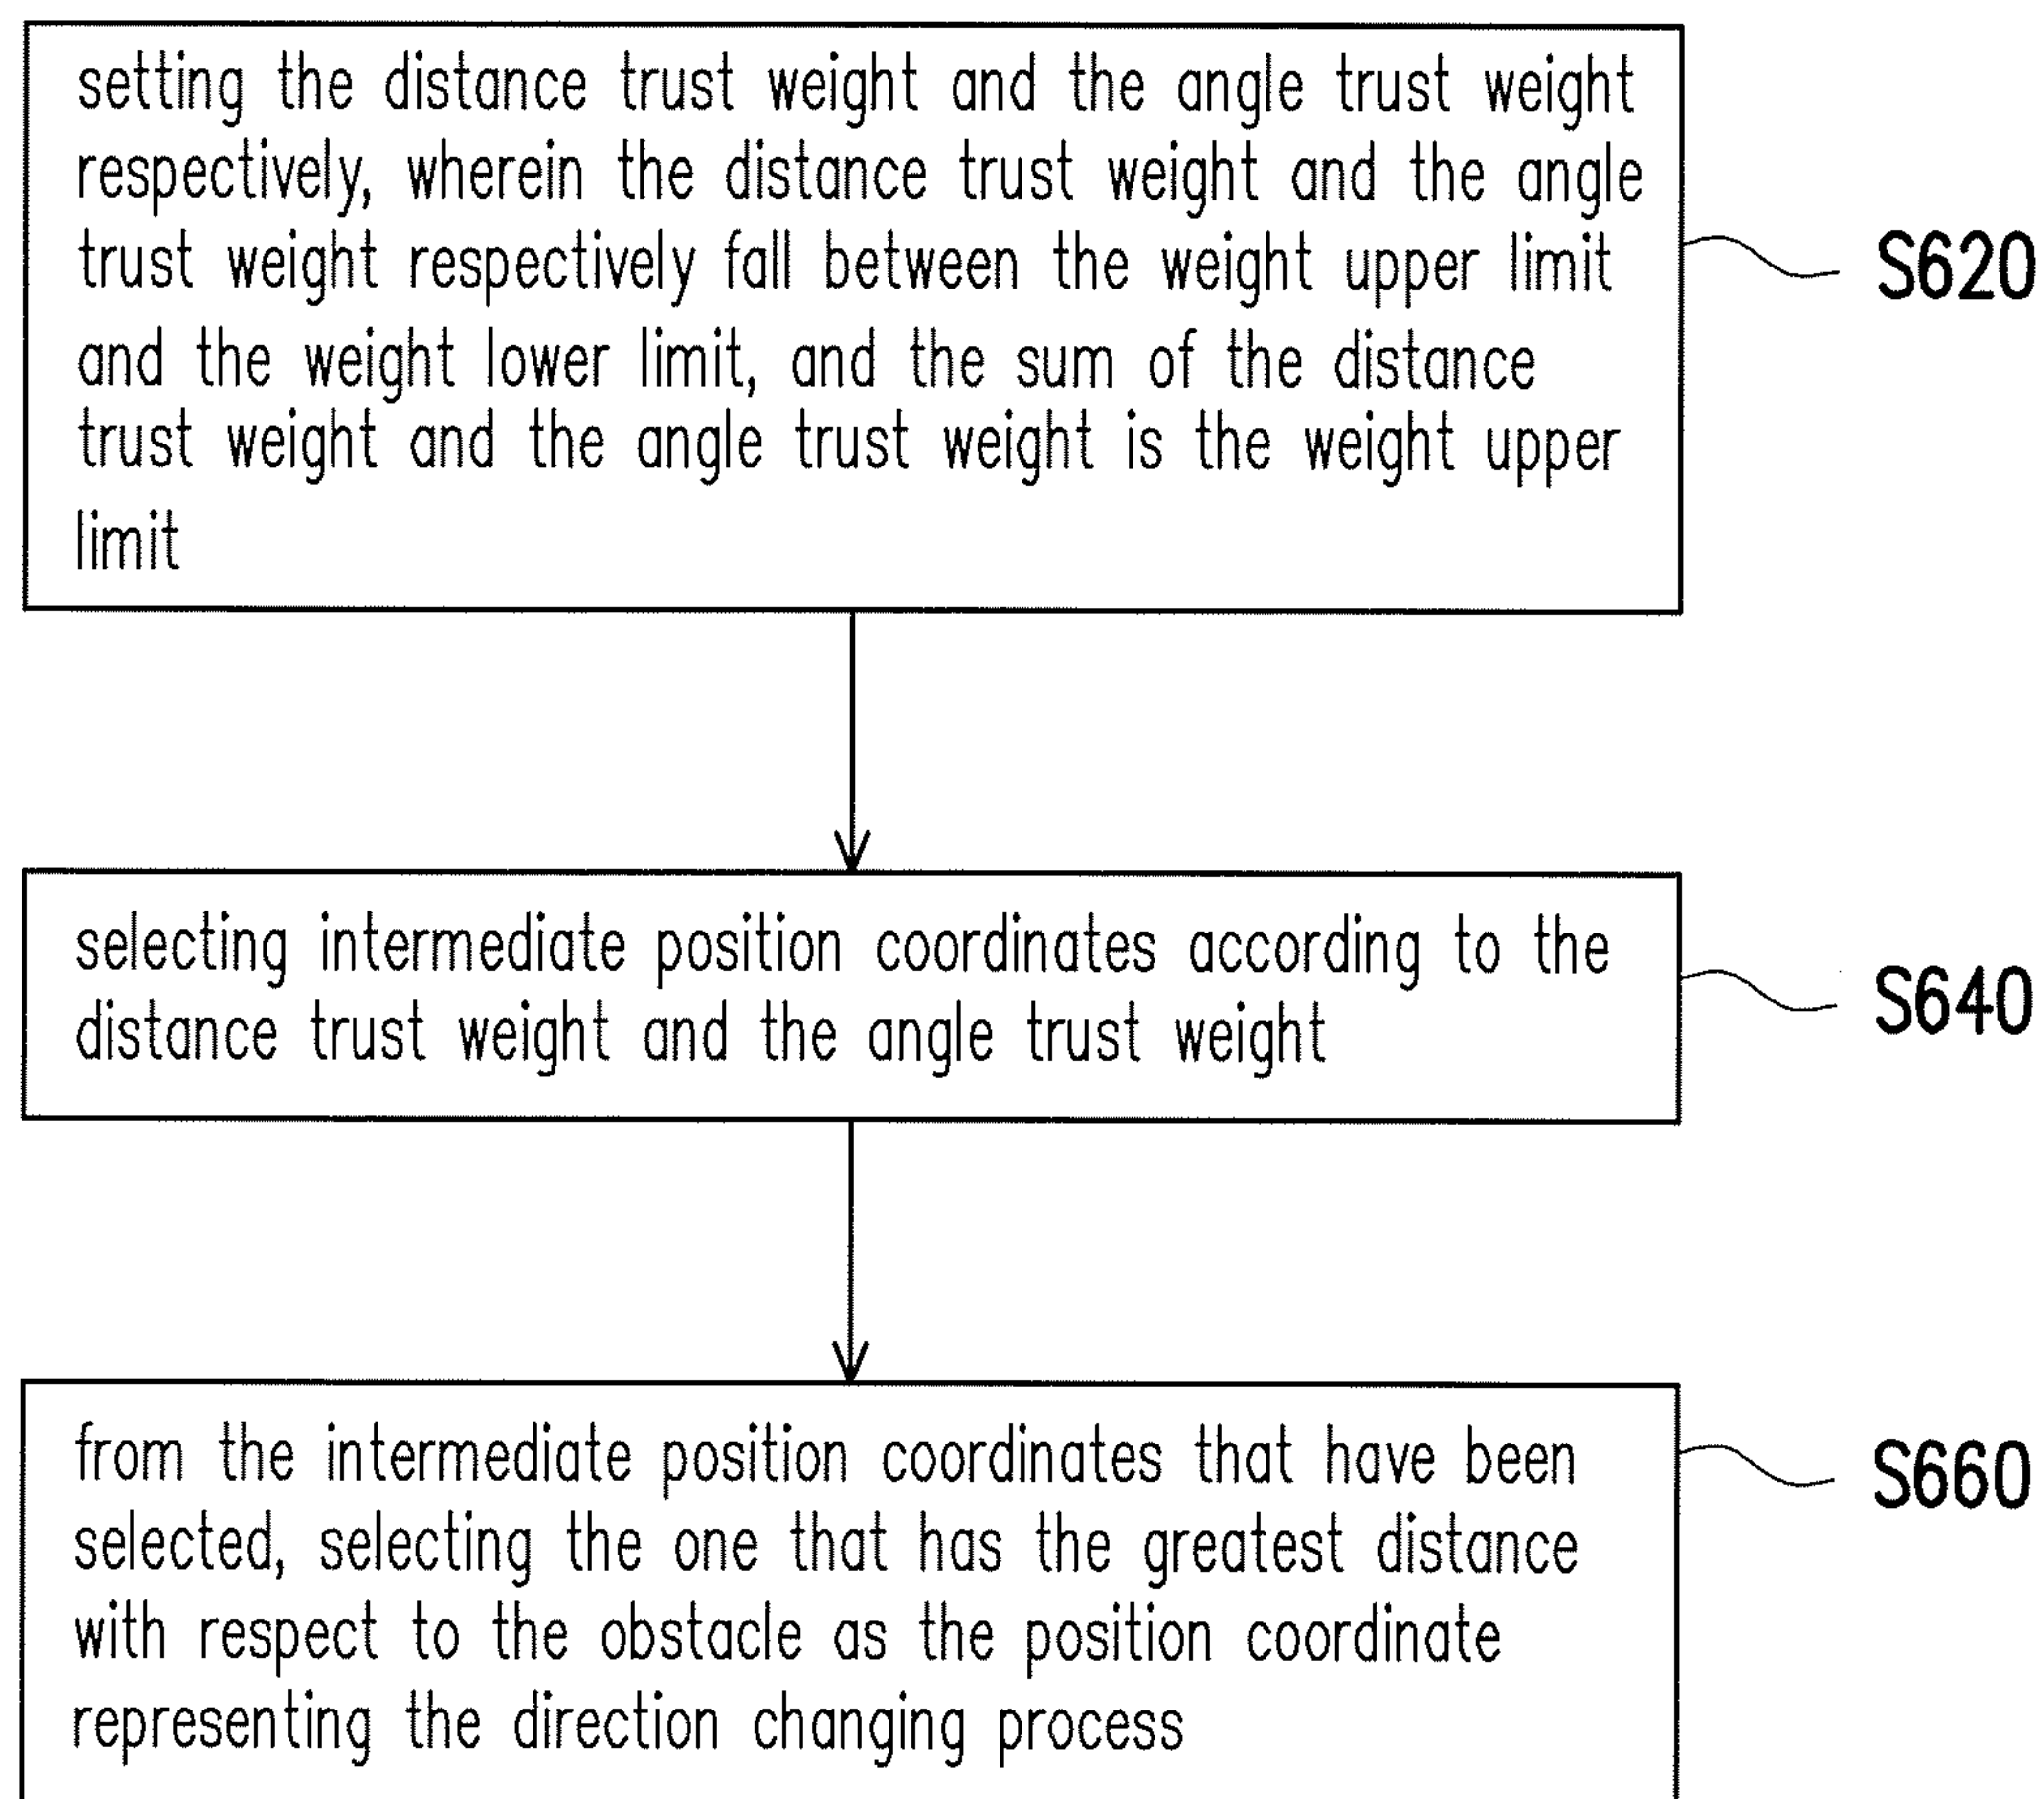 setting the distance trust weight and the angle trust weight
respectively, wherein the distance trust weight and the angle
trust weight respectively fall between the weight upper limit
and the weight lower limit, and the sum of the distance
trust weight and the angle trust weight is the weight upper
limit
S620
selecting intermediate position coordinates according to the
distance trust weight and the angle trust weight
S640
from the intermediate position coordinates that have been
selected, selecting the one that has the greatest distance
with respect to the obstacle as the position coordinate
representing the direction changing process
S660